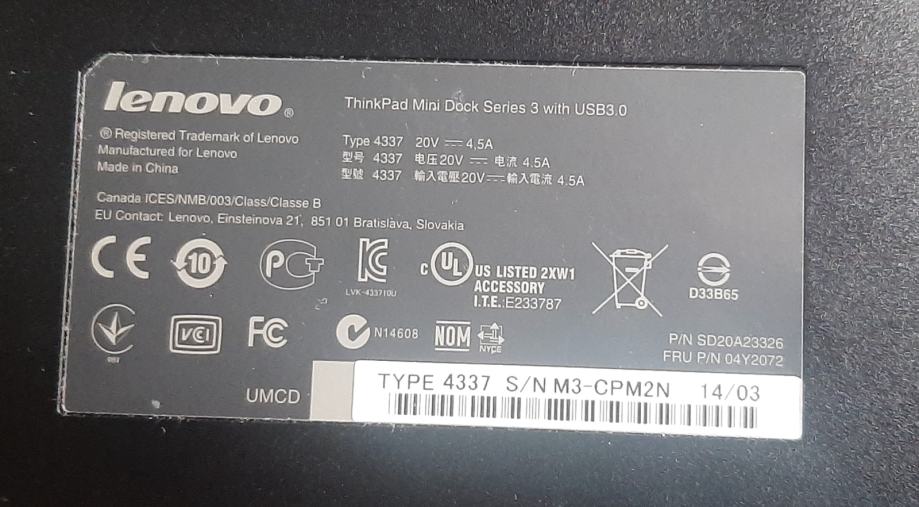 lenovo®
ThinkPad Mini Dock Series 3 with USB3.0
® Registered Trademark of Lenovo
Manufactured for Lenovo
Made in China
Type 4337 20V ⎓ 4.5A
型号 4337 电压20V ⎓ 电流 4.5A
型號 4337 輸入電壓20V⎓輸入電流 4.5A
Canada ICES/NMB/003/Class/Classe B
EU Contact: Lenovo, Einsteinova 21, 851 01 Bratislava, Slovakia
CE 10 PCT KC
LVK-433710U
C UL US LISTED 2XW1
ACCESSORY
I.T.E.:E233787
D33B65
VCI FC N14608 NOM
NYCE
P/N SD20A23326
FRU P/N 04Y2072
UMCD
TYPE 4337 S/N M3-CPM2N 14/03